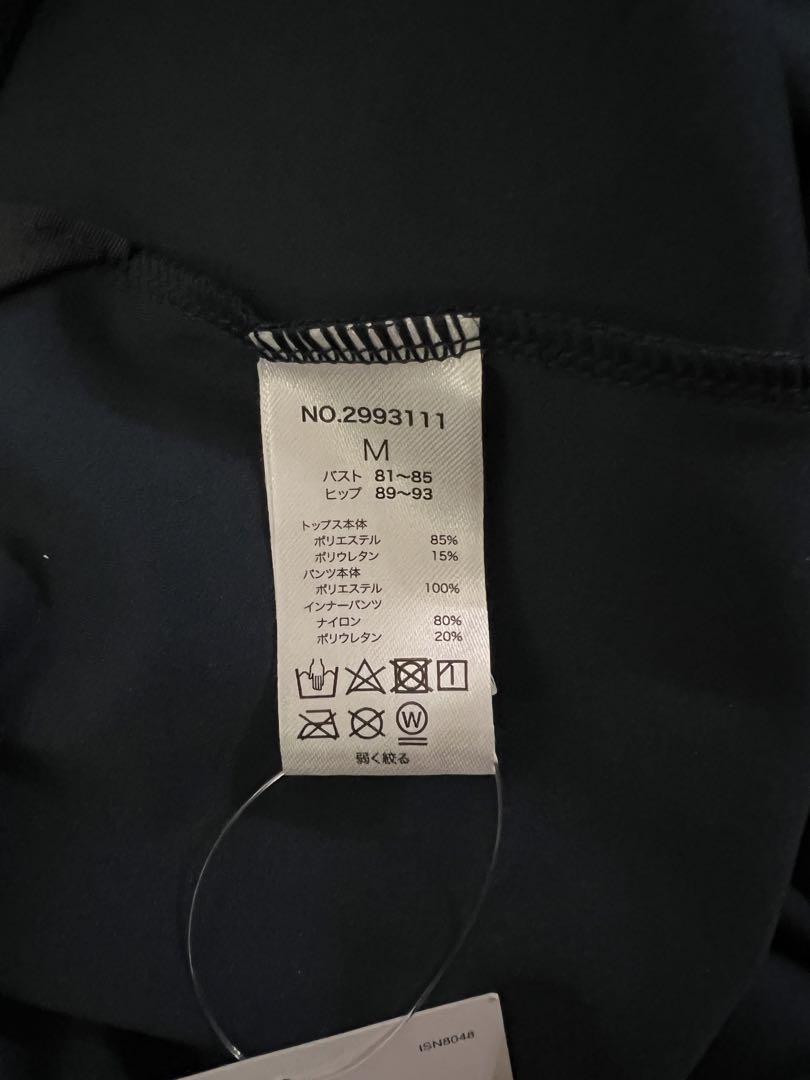 NO.2993111
M
バスト 81〜85
ヒップ 89〜93
トップス本体
ポリエステル 85%
ポリウレタン 15%
パンツ本体
ポリエステル 100%
インナーパンツ
ナイロン 80%
ポリウレタン 20%
W
弱く絞る
ISN8048